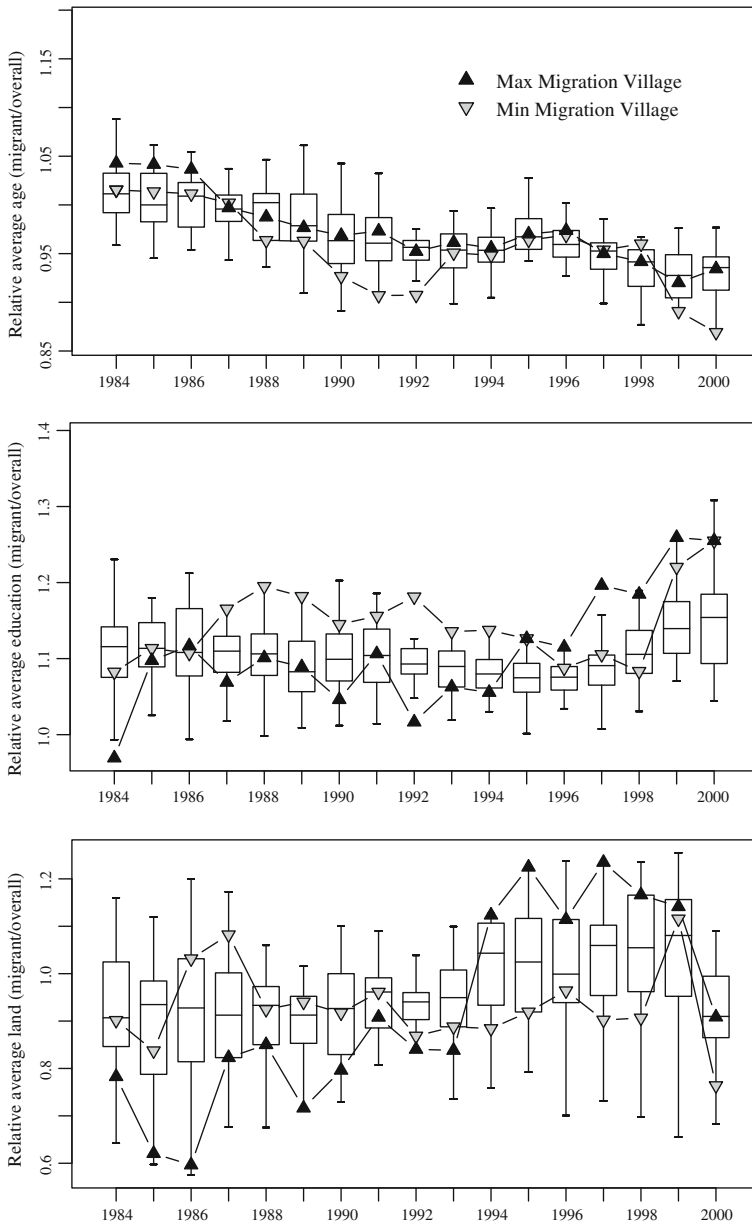 Relative average age (migrant/overall)
1.15
1.05
0.95
0.85
Max Migration Village
Min Migration Village
1984 1986 1988 1990 1992 1994 1996 1998 2000
Relative average education (migrant/overall)
1.4
1.3
1.2
1.1
1.0
1984 1986 1988 1990 1992 1994 1996 1998 2000
Relative average land (migrant/overall)
1.2
1.0
0.8
0.6
1984 1986 1988 1990 1992 1994 1996 1998 2000